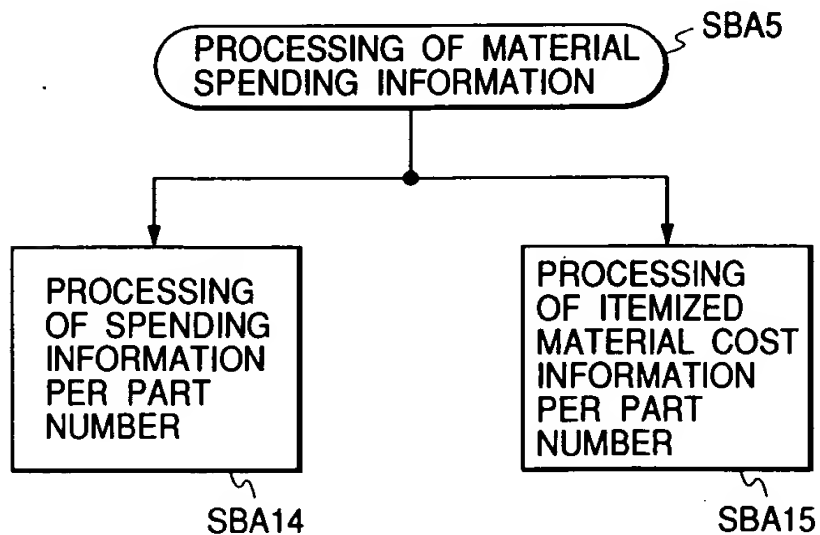 PROCESSING OF MATERIAL
SPENDING INFORMATION
SBA5
PROCESSING
OF SPENDING
INFORMATION
PER PART
NUMBER
SBA14
PROCESSING
OF ITEMIZED
MATERIAL COST
INFORMATION
PER PART
NUMBER
SBA15